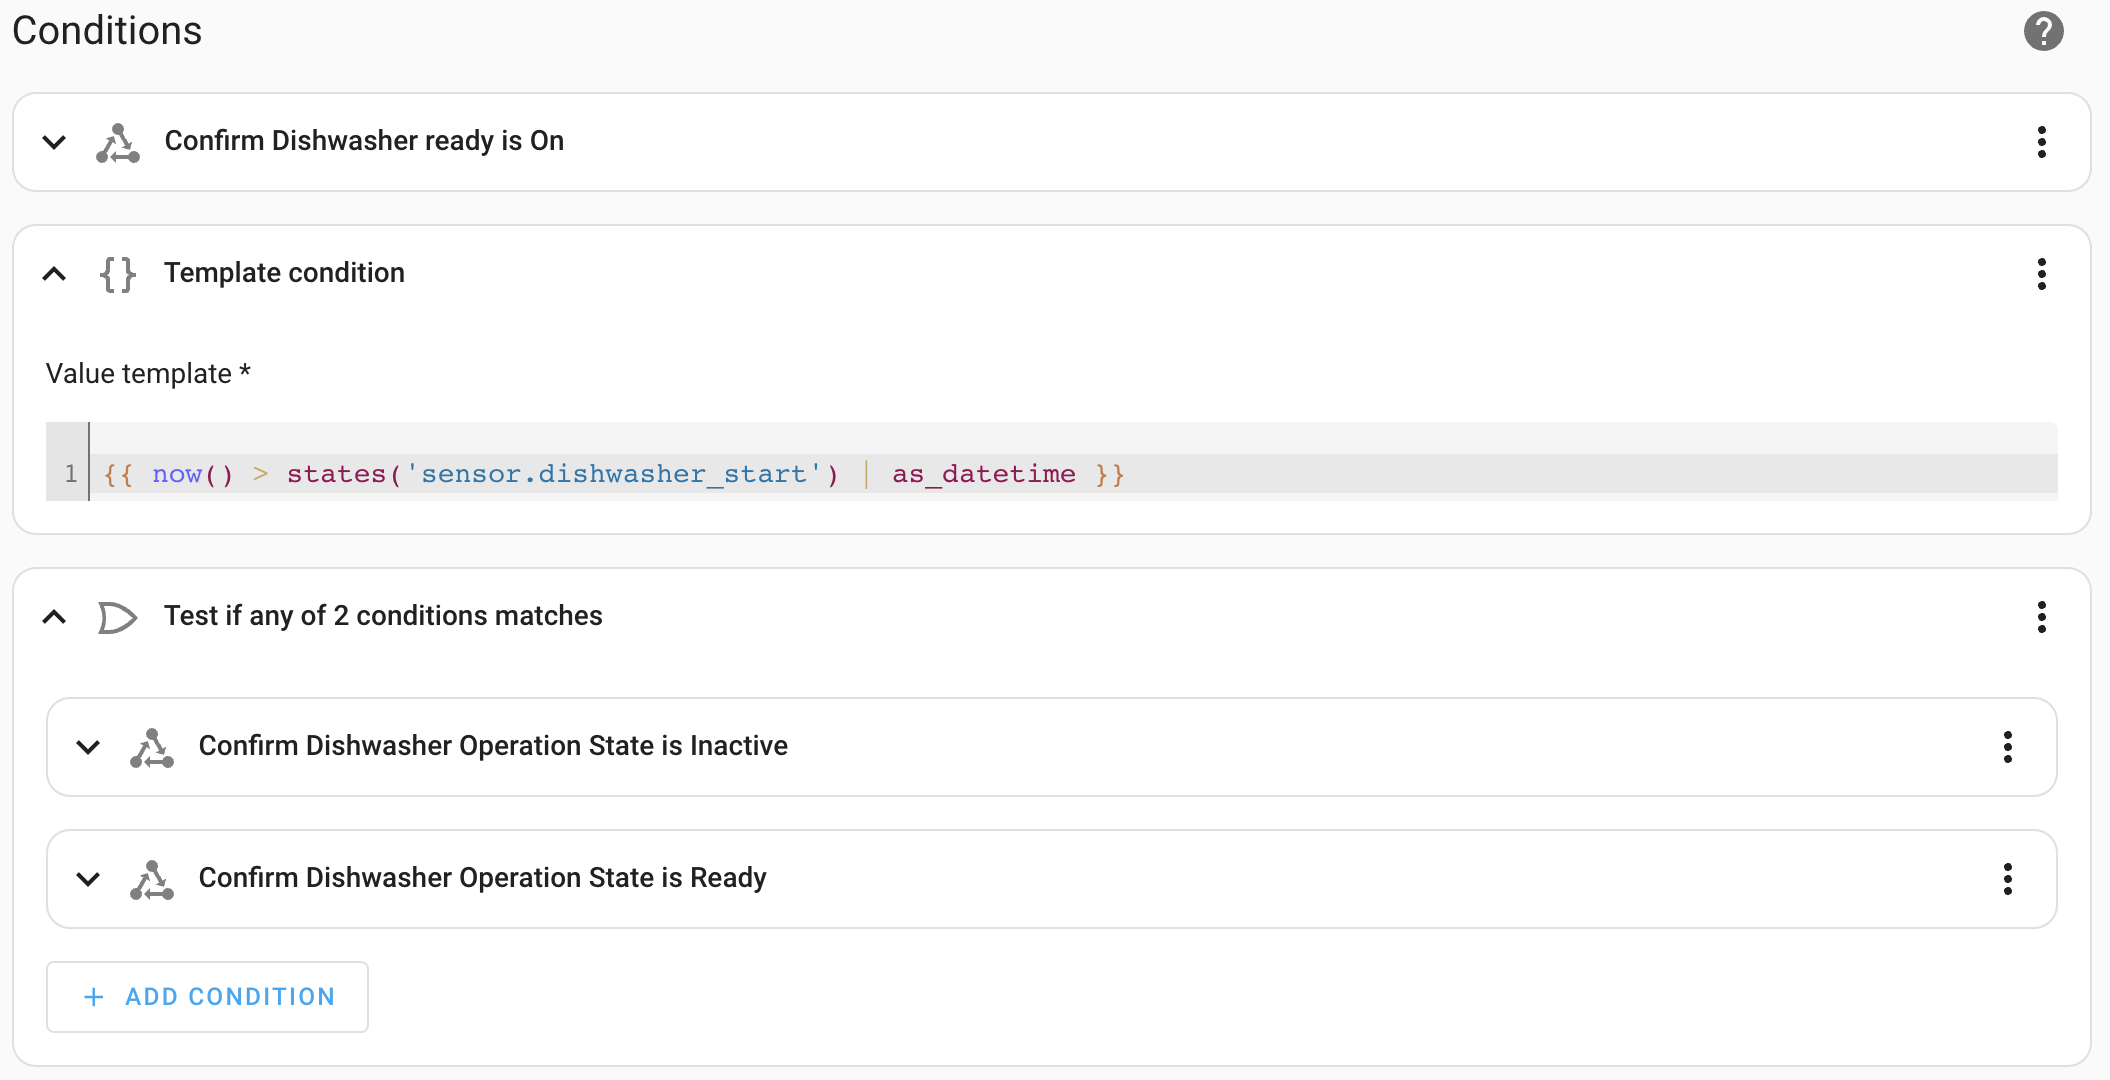 Conditions
?
Confirm Dishwasher ready is On
{} Template condition
Value template *
1 {{ now() > states('sensor.dishwasher_start') | as_datetime }}
Test if any of 2 conditions matches
Confirm Dishwasher Operation State is Inactive
Confirm Dishwasher Operation State is Ready
+ ADD CONDITION